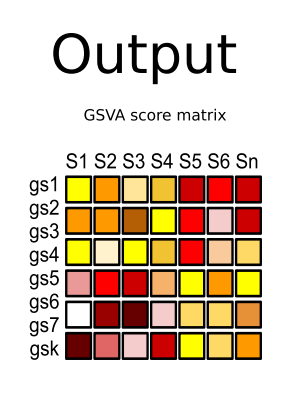 Output
GSVA score matrix
S1 S2 S3 S4 S5 S6 Sn
gs1
gs2
gs3
gs4
gs5
gs6
gs7
gsk